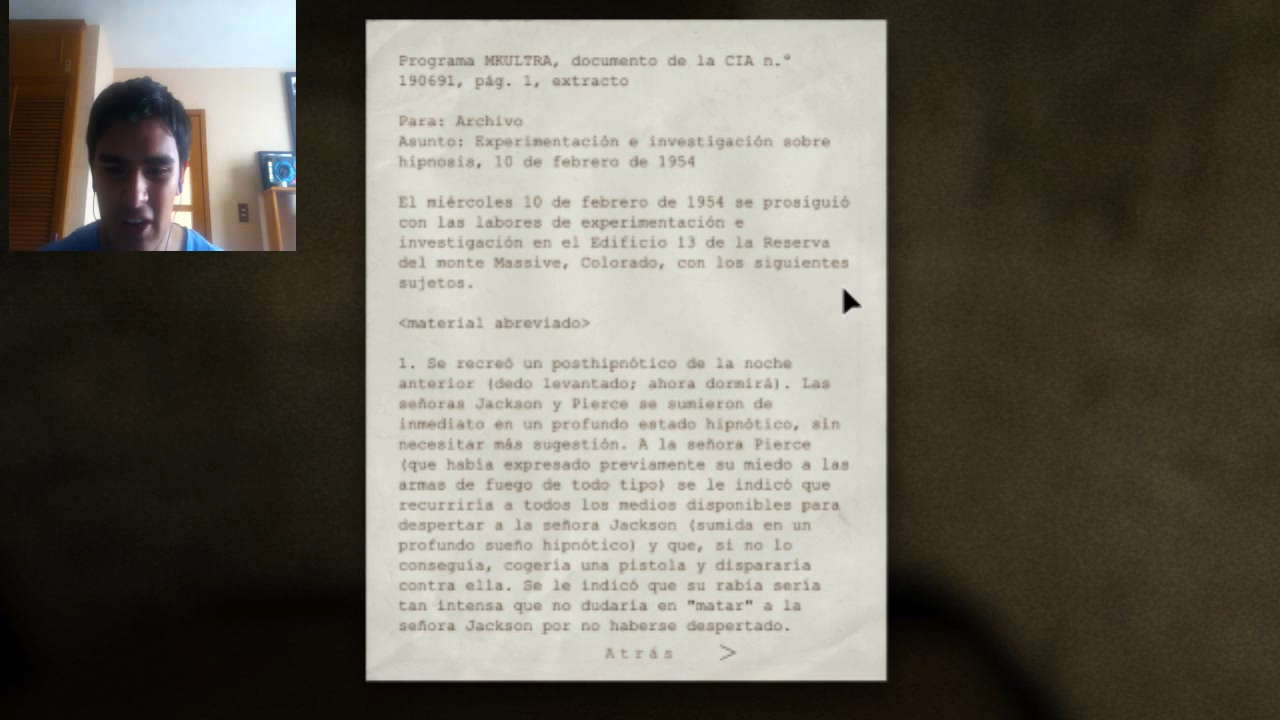 Programa MKULTRA, documento de la CIA n.º
190691, pág. 1, extracto
Para: Archivo
Asunto: Experimentación e investigación sobre
hipnosis, 10 de febrero de 1954
El miércoles 10 de febrero de 1954 se prosiguió
con las labores de experimentación e
investigación en el Edificio 13 de la Reserva
del monte Massive, Colorado, con los siguientes
sujetos.
<material abreviado>
1. Se recreó un posthipnótico de la noche
anterior (dedo levantado; ahora dormirá). Las
señoras Jackson y Pierce se sumieron de
inmediato en un profundo estado hipnótico, sin
necesitar más sugestión. A la señora Pierce
(que había expresado previamente su miedo a las
armas de fuego de todo tipo) se le indicó que
recurriría a todos los medios disponibles para
despertar a la señora Jackson (sumida en un
profundo sueño hipnótico) y que, si no lo
conseguía, cogería una pistola y dispararía
contra ella. Se le indicó que su rabia sería
tan intensa que no dudaría en "matar" a la
señora Jackson por no haberse despertado.
Atrás >